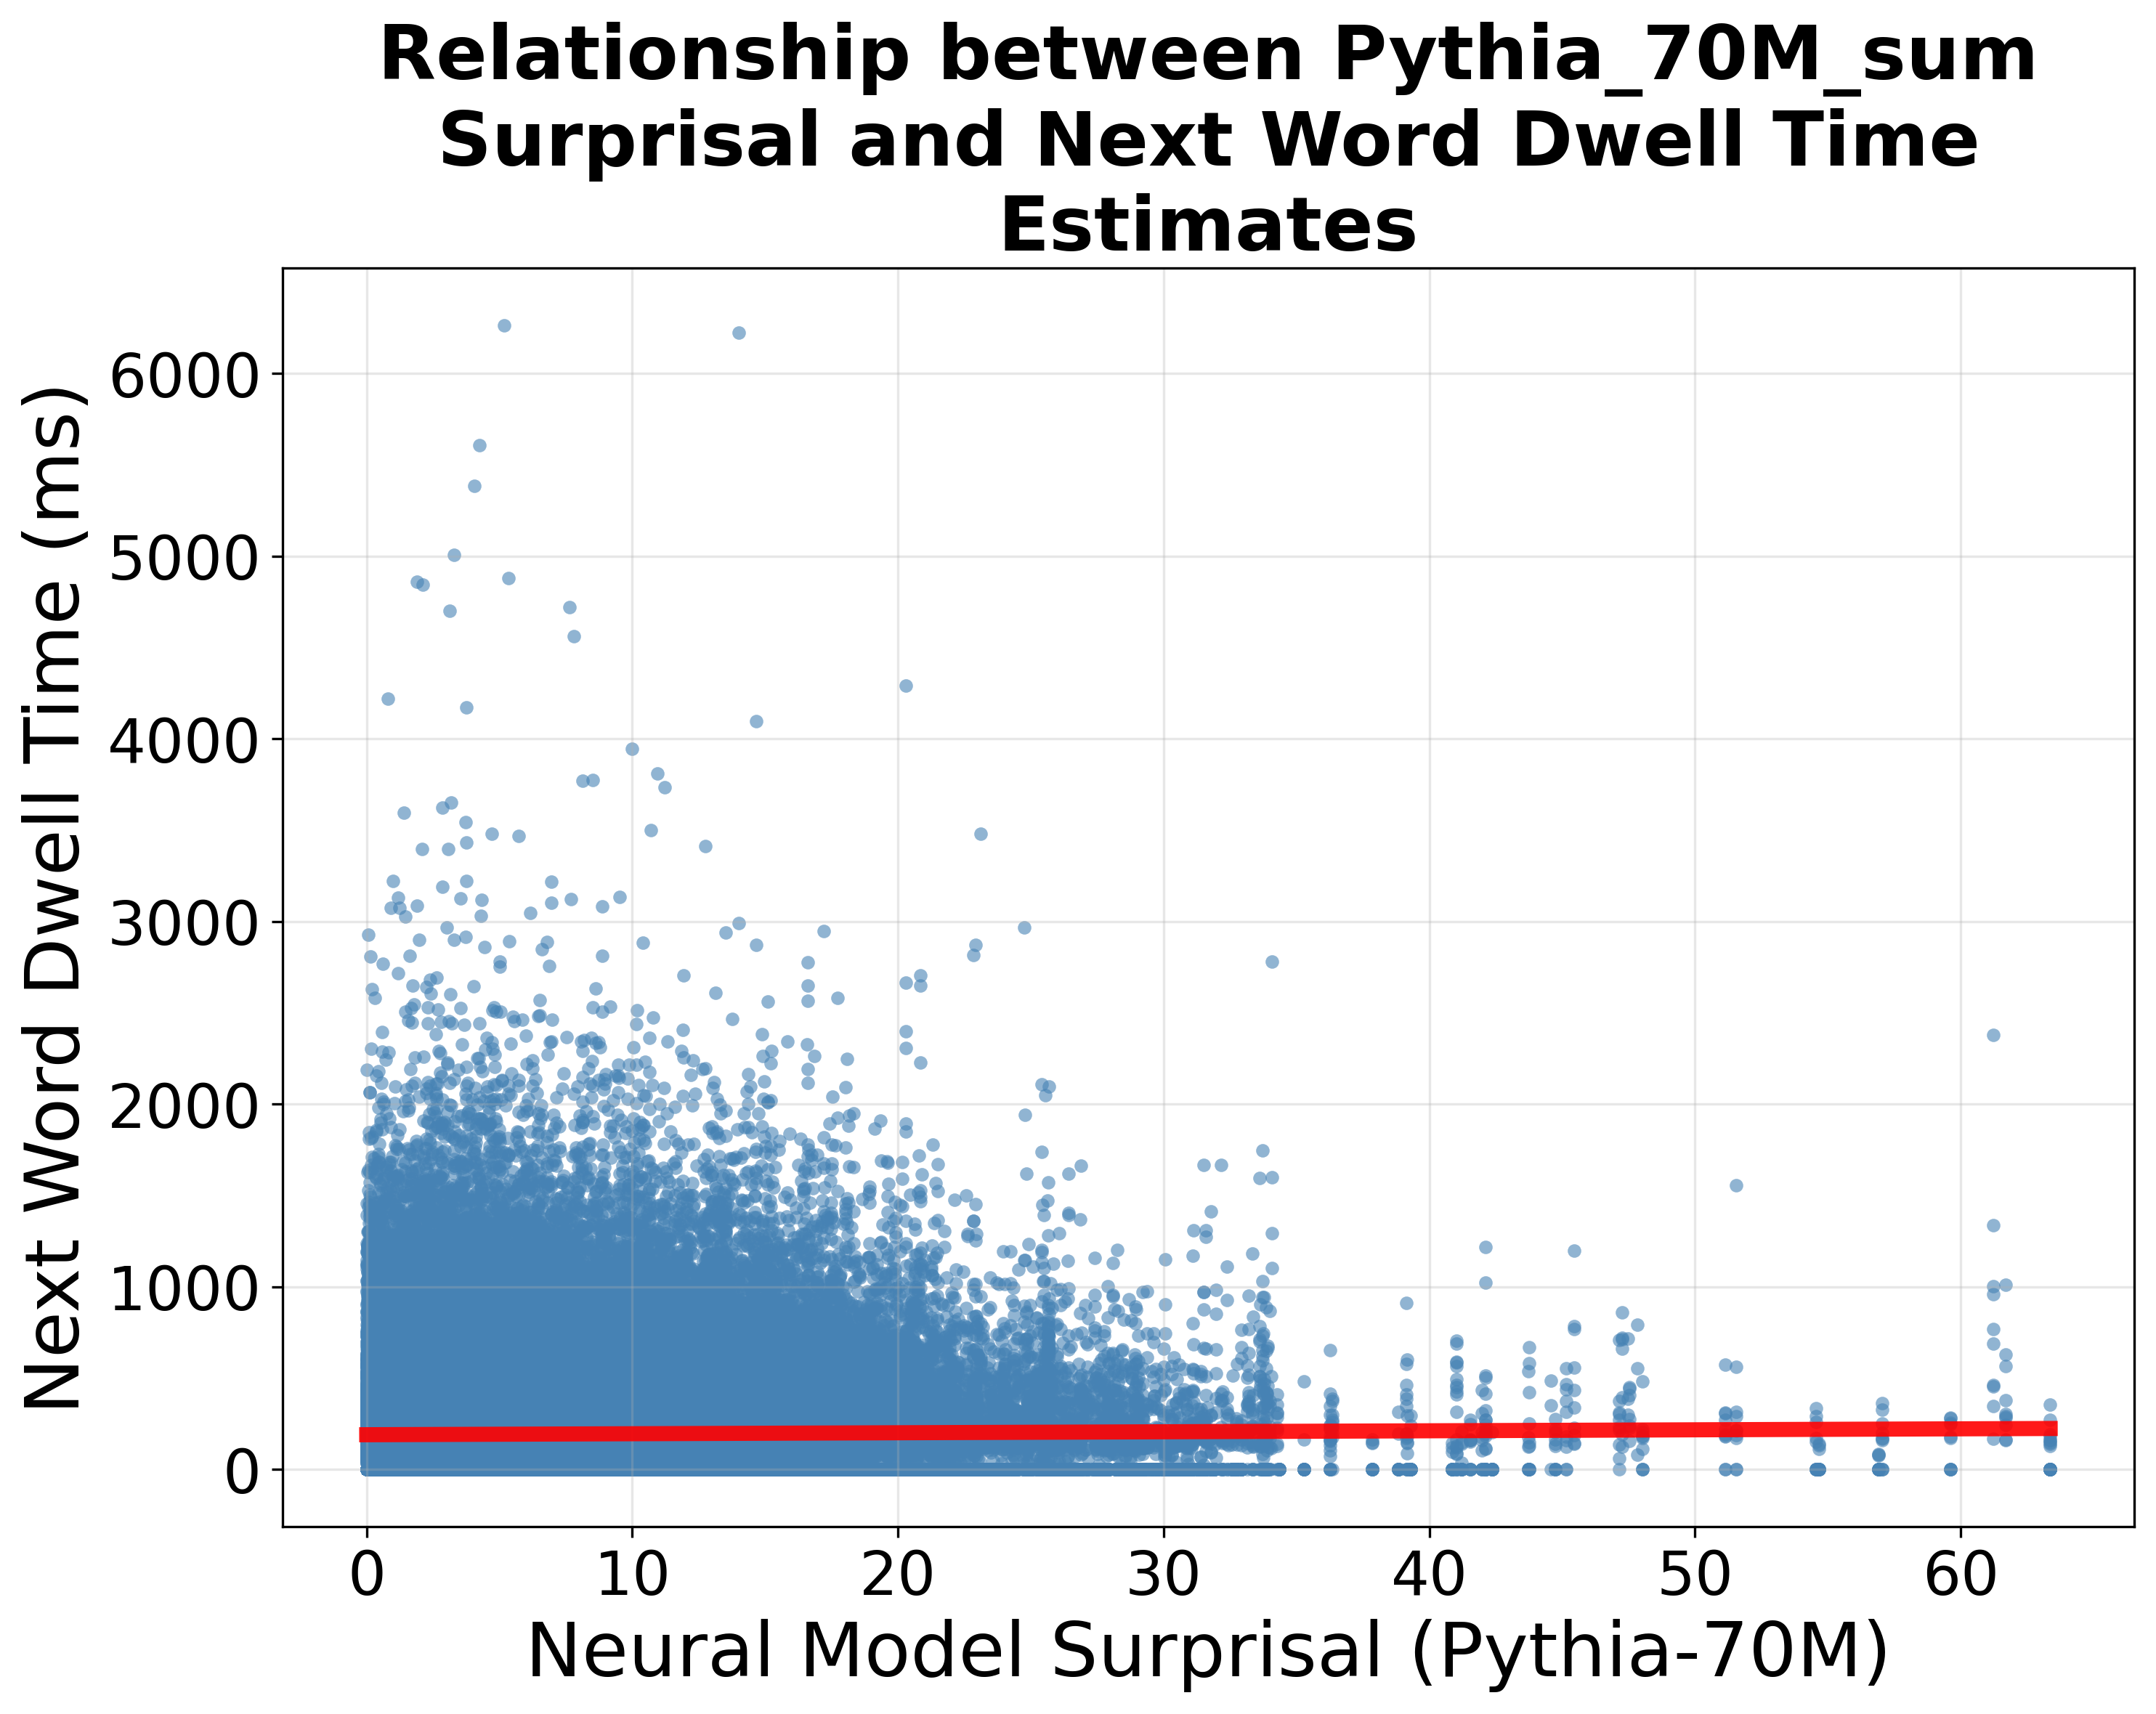 Relationship between Pythia_70M_sum
Surprisal and Next Word Dwell Time
Estimates
Next Word Dwell Time (ms)
6000
5000
4000
3000
2000
1000
0
0 10 20 30 40 50 60
Neural Model Surprisal (Pythia-70M)